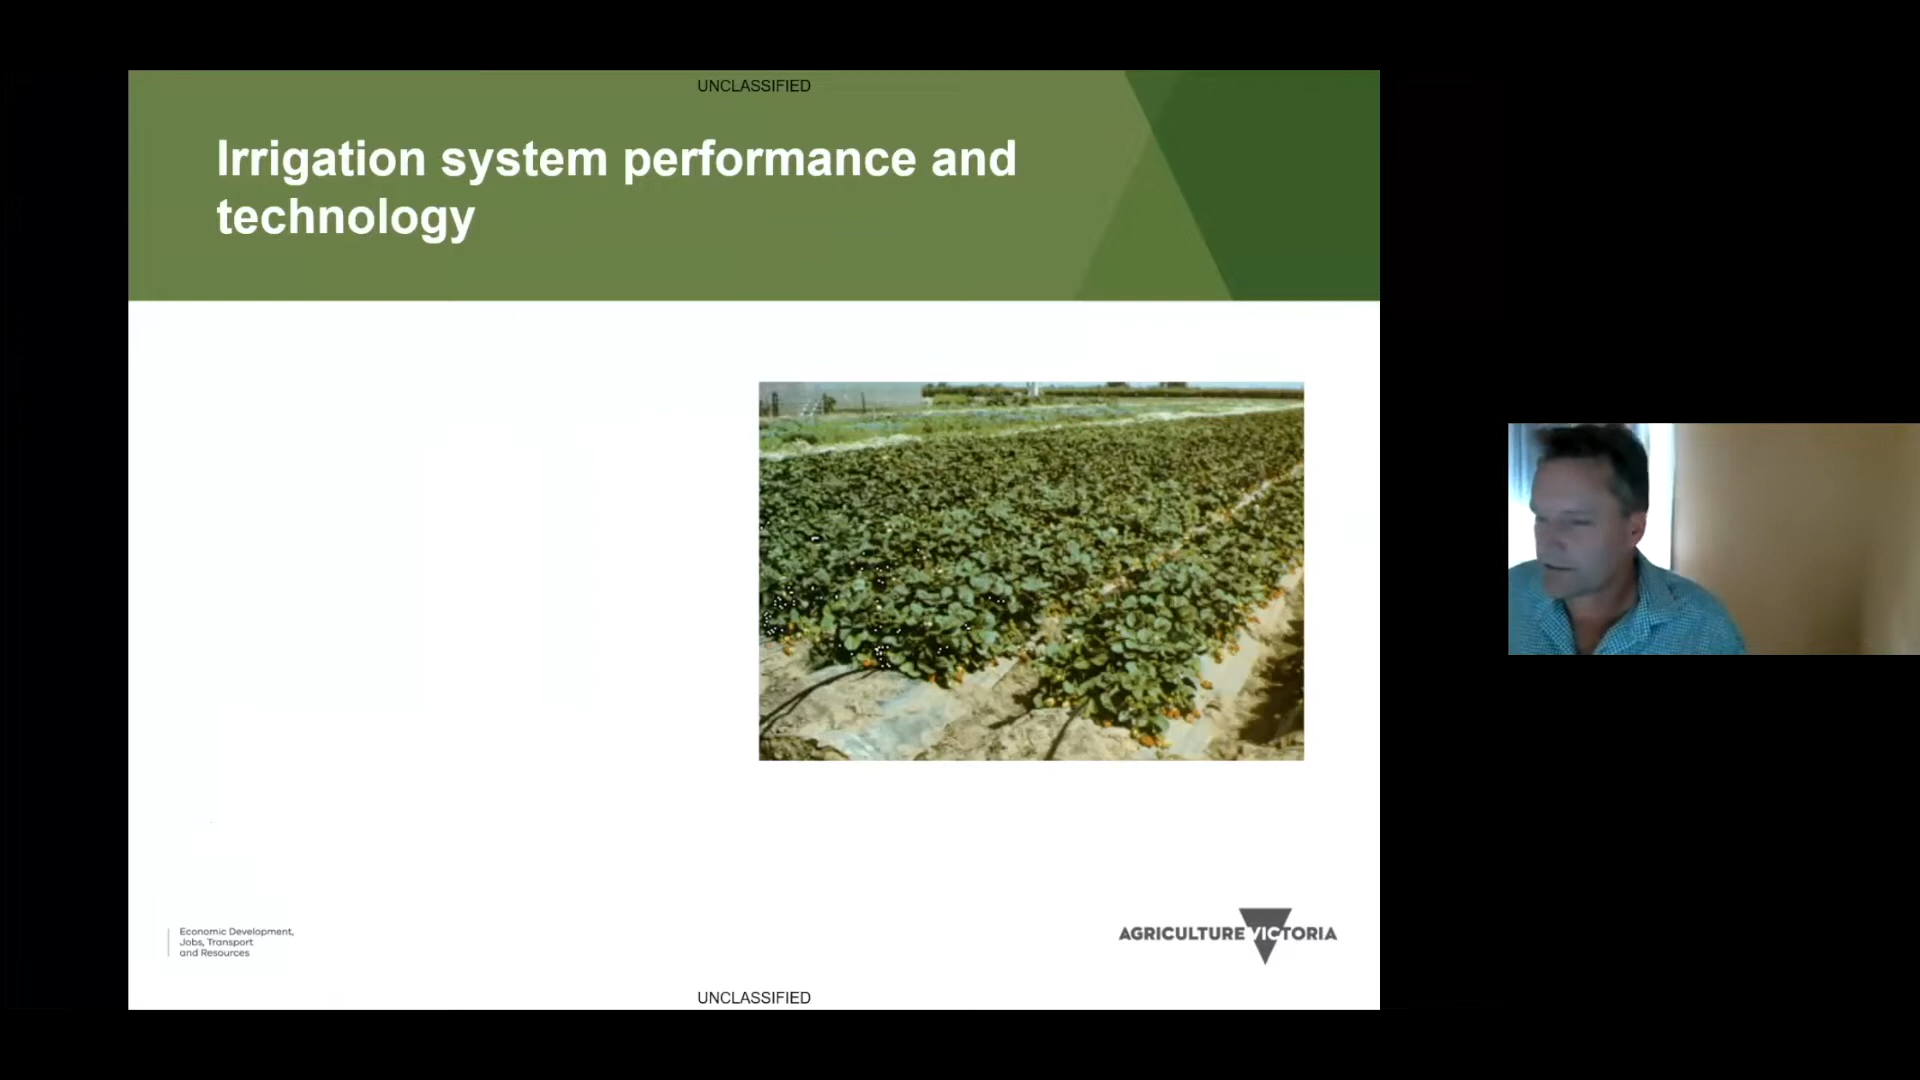 UNCLASSIFIED
Irrigation system performance and
technology
Economic Development,
Jobs, Transport
and Resources
AGRICULTURE VICTORIA
UNCLASSIFIED